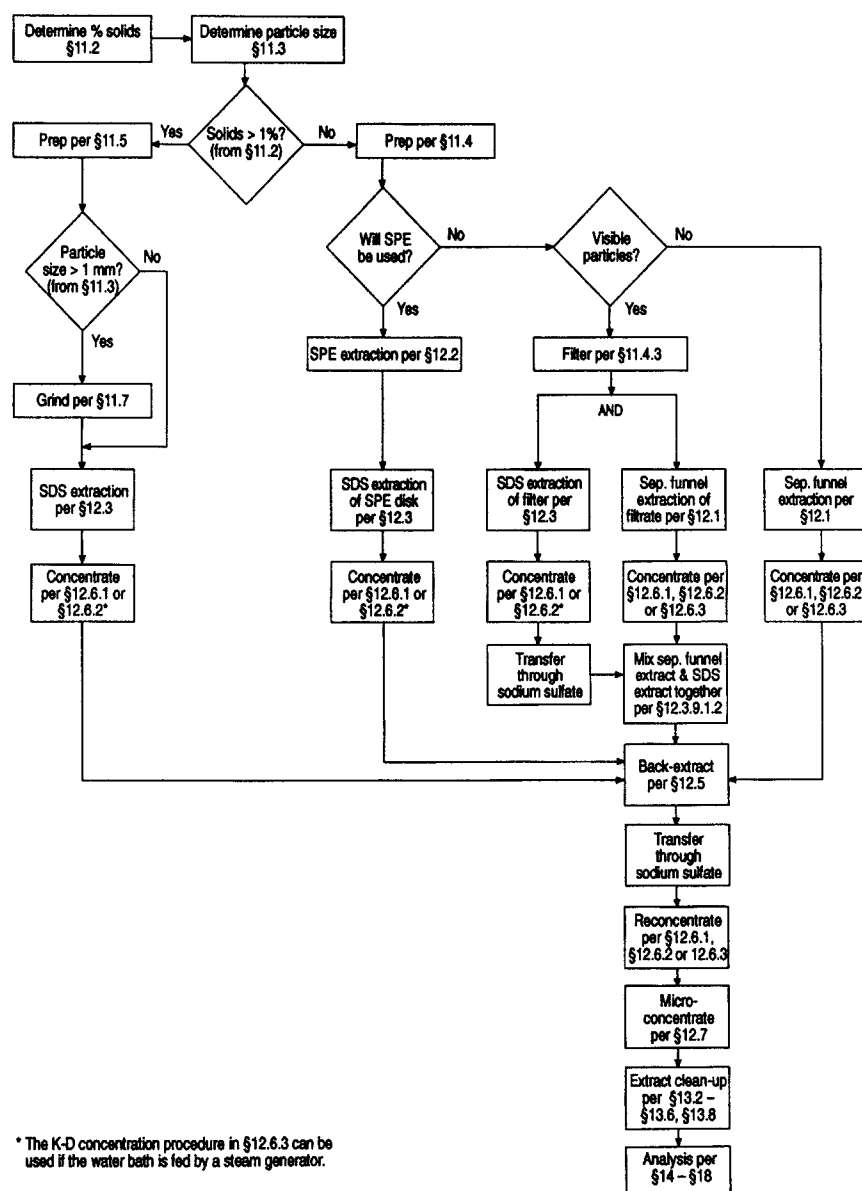 Determine % solids
§11.2
Determine particle size
§11.3
Solids > 1%?
(from §11.2)
Yes
No
Prep per §11.5
Prep per §11.4
Particle
size > 1 mm?
(from §11.3)
No
Yes
Will SPE
be used?
No
Yes
Visible
particles?
No
Yes
SPE extraction per §12.2
Filter per §11.4.3
Grind per §11.7
AND
SDS extraction
per §12.3
SDS extraction
of SPE disk
per §12.3
SDS extraction
of filter per
§12.3
Sep. funnel
extraction of
filtrate per §12.1
Sep. funnel
extraction per
§12.1
Concentrate
per §12.6.1 or
§12.6.2*
Concentrate
per §12.6.1 or
§12.6.2*
Concentrate
per §12.6.1 or
§12.6.2*
Concentrate per
§12.6.1, §12.6.2
or §12.6.3
Concentrate per
§12.6.1, §12.6.2
or §12.6.3
Transfer
through
sodium sulfate
Mix sep. funnel
extract & SDS
extract together
per §12.3.9.1.2
Back-extract
per §12.5
Transfer
through
sodium sulfate
Reconcentrate
per §12.6.1,
§12.6.2 or 12.6.3
Micro-
concentrate
per §12.7
Extract clean-up
per §13.2 –
§13.6, §13.8
Analysis per
§14 – §18
* The K-D concentration procedure in §12.6.3 can be
used if the water bath is fed by a steam generator.